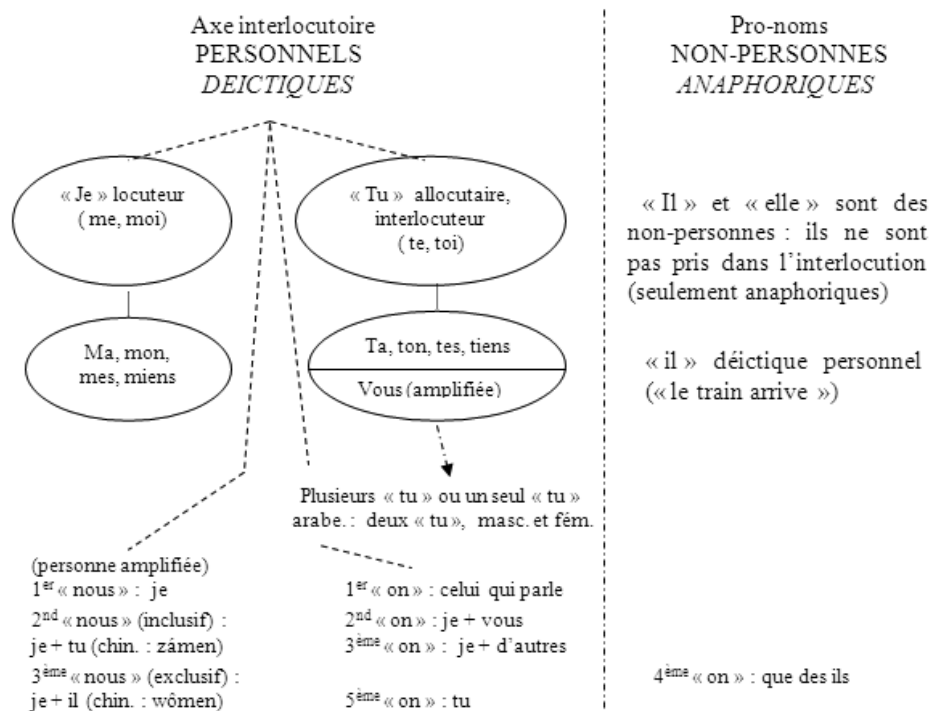 Axe interlocutoire
PERSONNELS
DEICTIQUES
Pro-noms
NON-PERSONNES
ANAPHORIQUES
« Je » locuteur
( me, moi)
« Tu » allocutaire,
interlocuteur
( te, toi)
« Il » et « elle » sont des
non-personnes : ils ne sont
pas pris dans l'interlocution
(seulement anaphoriques)
Ma, mon,
mes, miens
Ta, ton, tes, tiens
Vous (amplifiée)
« il » déictique personnel
(« le train arrive »)
Plusieurs « tu » ou un seul « tu »
arabe. : deux « tu », masc. et fém.
(personne amplifiée)
1er « nous » : je
2nd « nous » (inclusif) :
je + tu (chin. : zámen)
3ème « nous » (exclusif) :
je + il (chin. : wômen)
1er « on » : celui qui parle
2nd « on » : je + vous
3ème « on » : je + d'autres
5ème « on » : tu
4ème « on » : que des ils